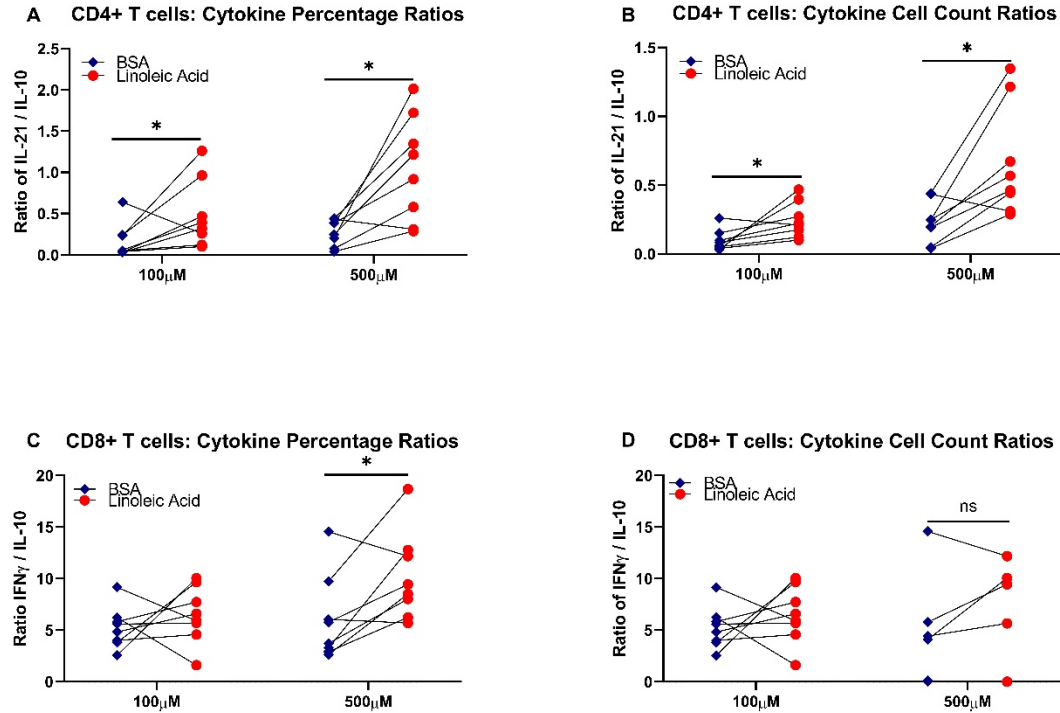 A CD4+ T cells: Cytokine Percentage Ratios
2.5
2.0
1.5
1.0
0.5
0.0
Ratio of IL-21 / IL-10
BSA
Linoleic Acid
*
*
100μM
500μM
B CD4+ T cells: Cytokine Cell Count Ratios
1.5
1.0
0.5
0.0
Ratio of IL-21 / IL-10
BSA
Linoleic Acid
*
*
100μM
500μM
C CD8+ T cells: Cytokine Percentage Ratios
20
15
10
5
0
Ratio IFNγ / IL-10
BSA
Linoleic Acid
*
100μM
500μM
D CD8+ T cells: Cytokine Cell Count Ratios
20
15
10
5
0
Ratio of IFNγ / IL-10
BSA
Linoleic Acid
ns
100μM
500μM